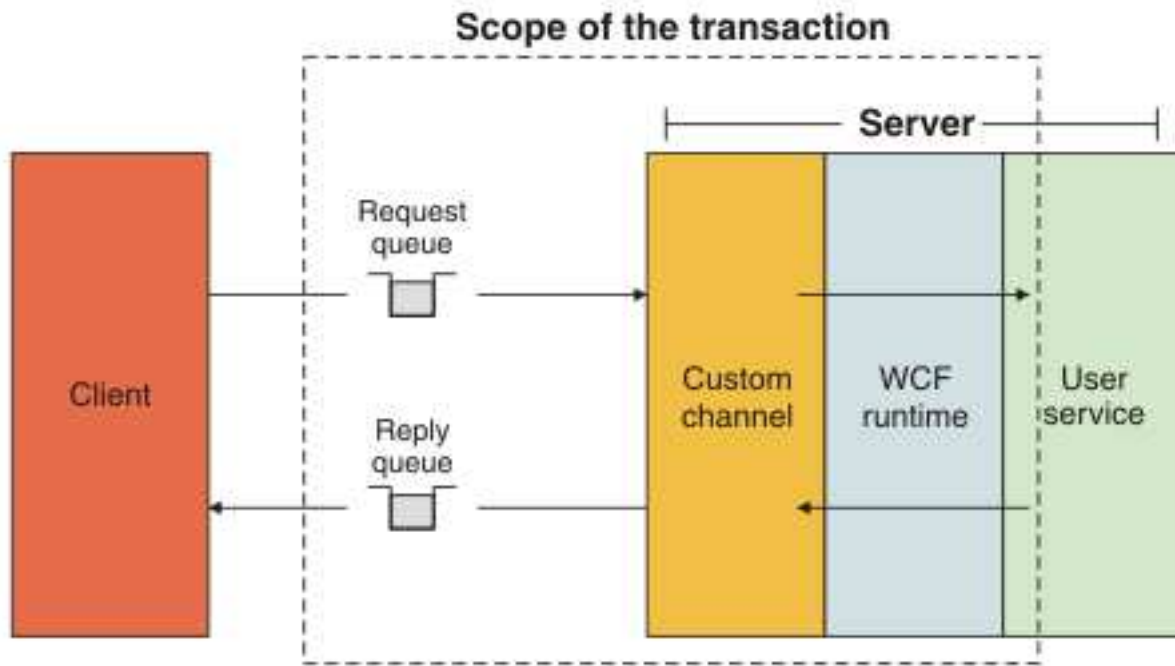 Scope of the transaction
Server
Request
queue
Client
Custom
channel
WCF
runtime
User
service
Reply
queue